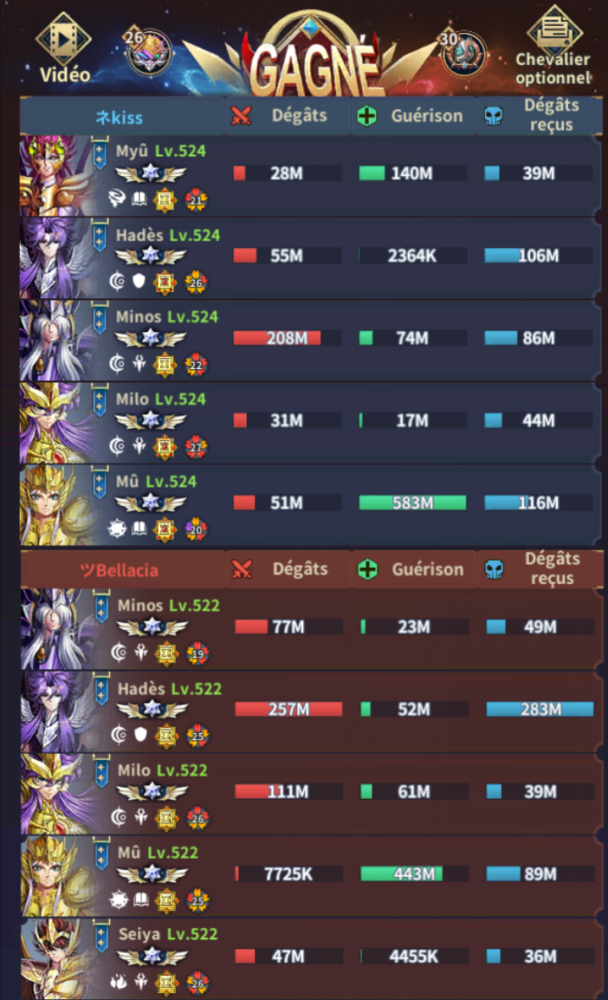 26
30
GAGNÉ
Vidéo
Chevalier
optionnel
ネkiss
Dégâts
Guérison
Dégâts
reçus
Myû Lv.524
28M
140M
39M
21
Hadès Lv.524
55M
2364K
106M
26
Minos Lv.524
208M
74M
86M
22
Milo Lv.524
31M
17M
44M
27
Mû Lv.524
51M
583M
116M
20
ツBellacia
Dégâts
Guérison
Dégâts
reçus
Minos Lv.522
77M
23M
49M
19
Hadès Lv.522
257M
52M
283M
25
Milo Lv.522
111M
61M
39M
26
Mû Lv.522
7725K
443M
89M
25
Seiya Lv.522
47M
4455K
36M
26